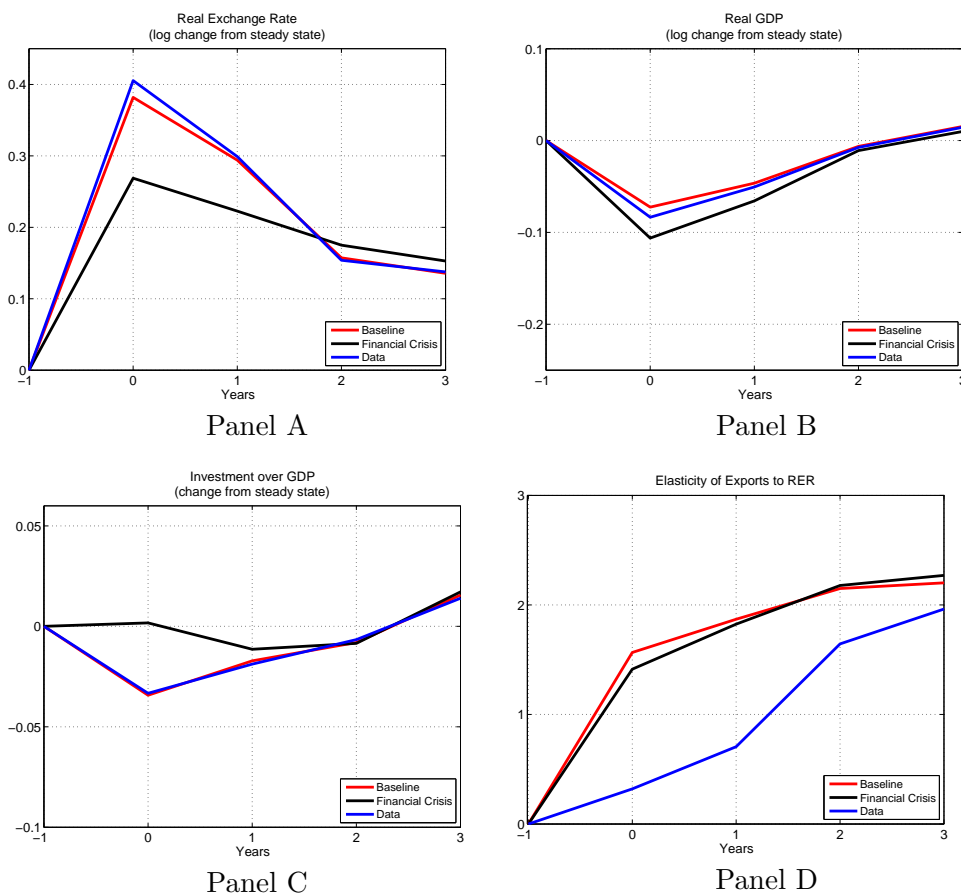 Real Exchange Rate
(log change from steady state)
0.4
0.3
0.2
0.1
0
−1
0
1
2
3
Years
Baseline
Financial Crisis
Data
Panel A
Real GDP
(log change from steady state)
0.1
0
−0.1
−0.2
−1
0
1
2
3
Years
Baseline
Financial Crisis
Data
Panel B
Investment over GDP
(change from steady state)
0.05
0
−0.05
−0.1
−1
0
1
2
3
Years
Baseline
Financial Crisis
Data
Panel C
Elasticity of Exports to RER
3
2
1
0
−1
0
1
2
3
Years
Baseline
Financial Crisis
Data
Panel D